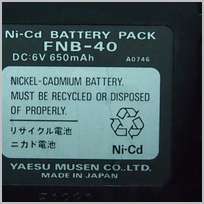 Ni-Cd BATTERY PACK
FNB-40
DC:6V 650mAh A0746
NICKEL-CADMIUM BATTERY.
MUST BE RECYCLED OR DISPOSED
OF PROPERLY.
リサイクル電池
ニカド電池
Ni-Cd
YAESU MUSEN CO.,LTD.
MADE IN JAPAN